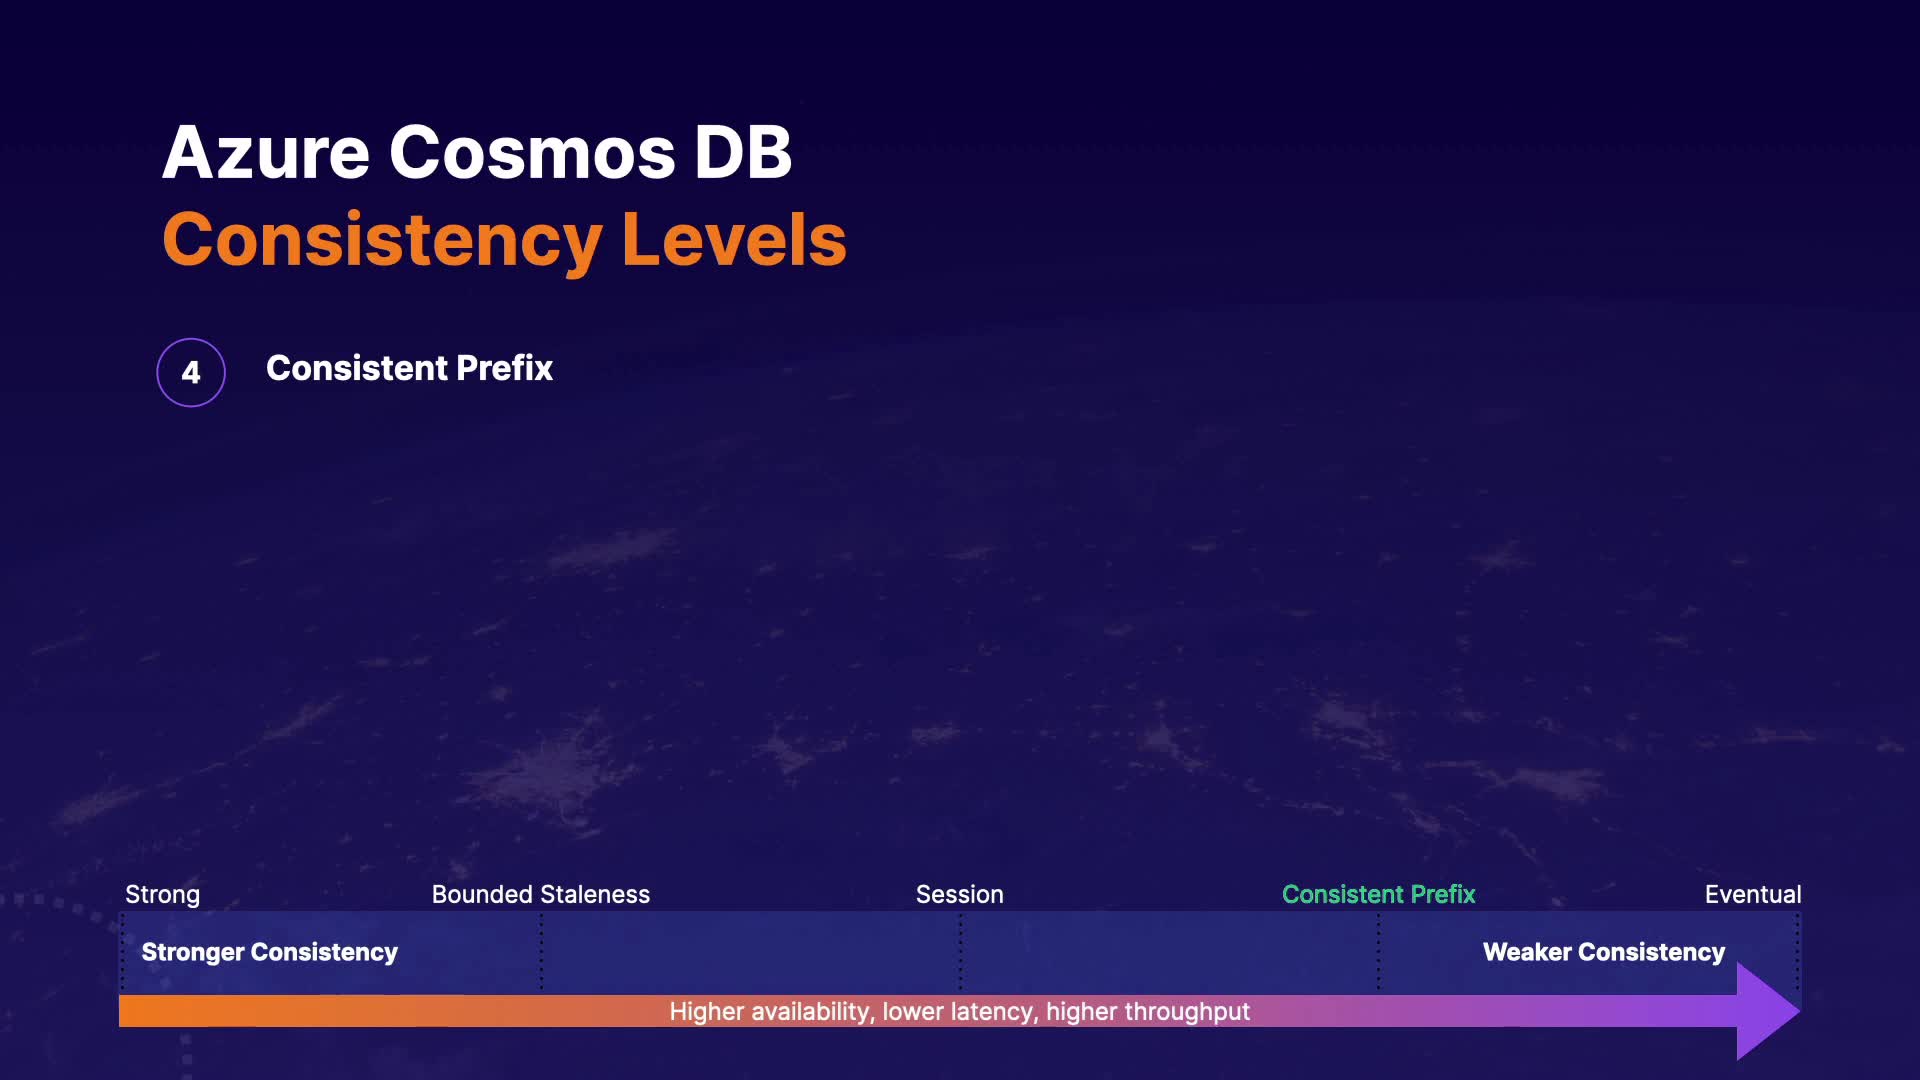 Azure Cosmos DB
Consistency Levels
4 Consistent Prefix
Strong Bounded Staleness Session Consistent Prefix Eventual
Stronger Consistency Weaker Consistency
Higher availability, lower latency, higher throughput